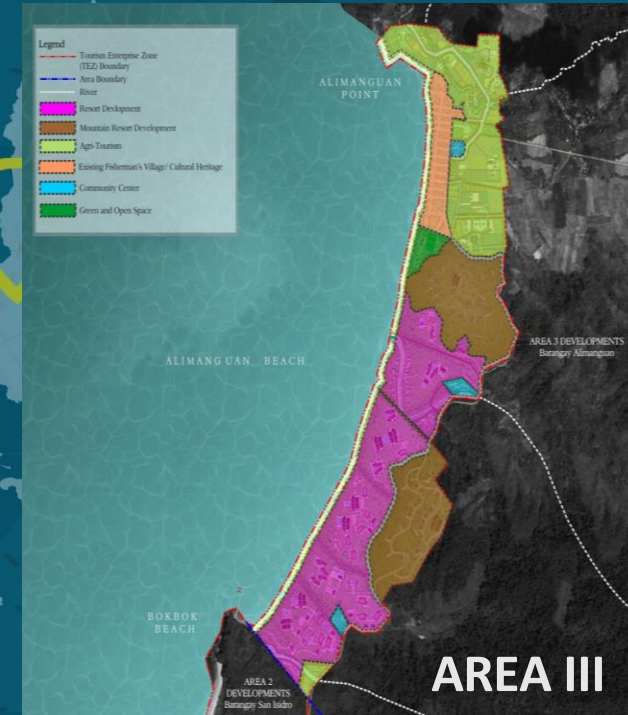 Legend
Tourism Enterprise Zone
(TEZ) Boundary
Area Boundary
River
Resort Devlopment
Mountain Resort Development
Agri-Tourism
Existing Fisherman's Village/ Cultural Heritage
Community Center
Green and Open Space
ALIMANGUAN
POINT
AREA 3 DEVELOPMENTS
Barangay Alimanguan
ALIMANGUAN BEACH
BOKBOK
BEACH
AREA 2
DEVELOPMENTS
Barangay San Isidro
AREA III